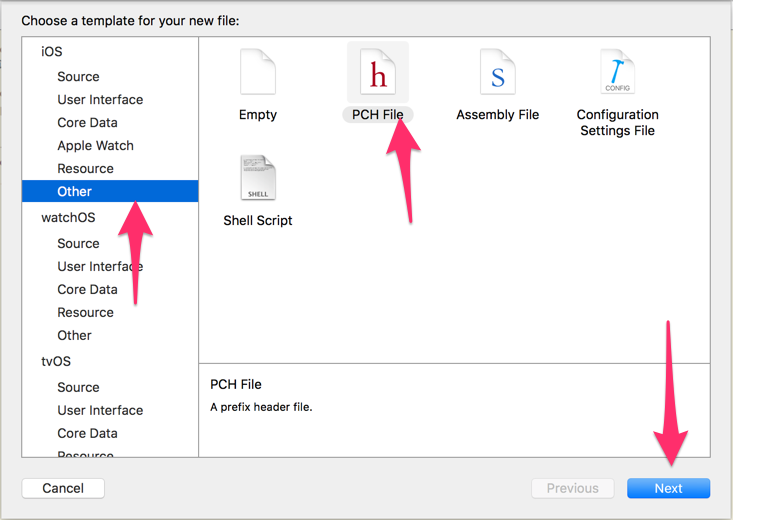 Choose a template for your new file:
iOS
Source
User Interface
Core Data
Apple Watch
Resource
Other
watchOS
Source
User Interface
Core Data
Resource
Other
tvOS
Source
User Interface
Core Data
Resource
Empty
h
PCH File
S
Assembly File
CONFIG
Configuration
Settings File
SHELL
Shell Script
PCH File
A prefix header file.
Cancel
Previous
Next